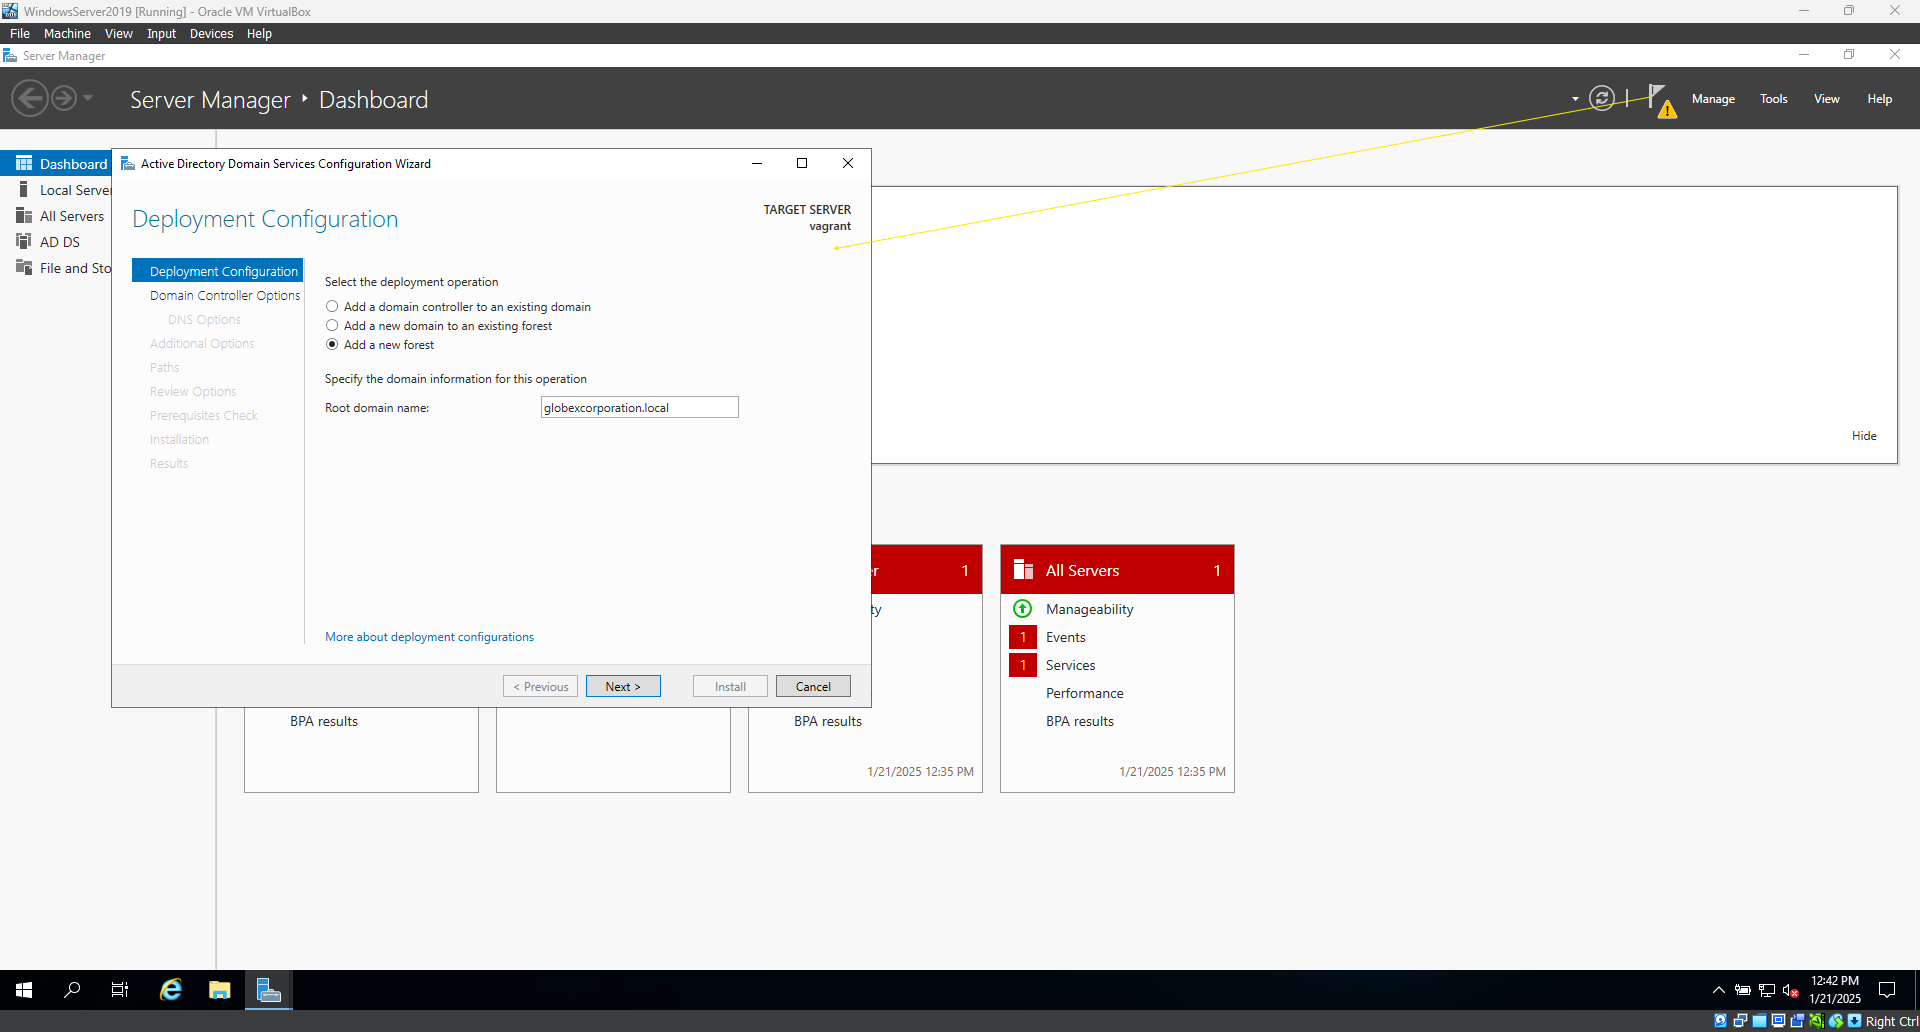 WindowsServer2019 [Running] - Oracle VM VirtualBox
File Machine View Input Devices Help
Server Manager
Server Manager Dashboard
Manage Tools View Help
Dashboard
Local Server
All Servers
AD DS
File and Sto
Active Directory Domain Services Configuration Wizard
Deployment Configuration
TARGET SERVER
vagrant
Deployment Configuration
Domain Controller Options
DNS Options
Additional Options
Paths
Review Options
Prerequisites Check
Installation
Results
Select the deployment operation
Add a domain controller to an existing domain
Add a new domain to an existing forest
Add a new forest
Specify the domain information for this operation
Root domain name: globexcorporation.local
More about deployment configurations
< Previous Next > Install Cancel
Hide
r 1
ty
BPA results
BPA results
1/21/2025 12:35 PM
All Servers 1
Manageability
1 Events
1 Services
Performance
BPA results
1/21/2025 12:35 PM
12:42 PM
1/21/2025
Right Ctrl